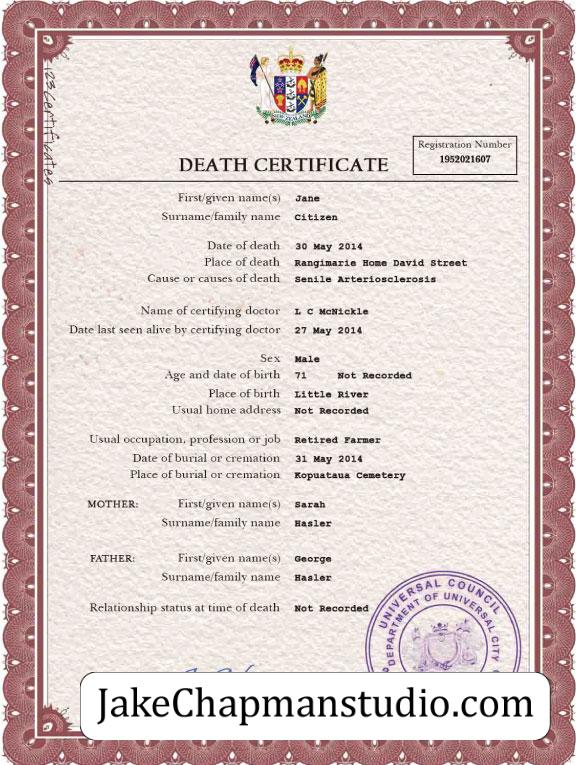 NEW ZEALAND
123Certificates
Registration Number
1952021607
DEATH CERTIFICATE
First/given name(s) Jane
Surname/family name Citizen
Date of death 30 May 2014
Place of death Rangimarie Home David Street
Cause or causes of death Senile Arteriosclerosis
Name of certifying doctor L C McNickle
Date last seen alive by certifying doctor 27 May 2014
Sex Male
Age and date of birth 71 Not Recorded
Place of birth Little River
Usual home address Not Recorded
Usual occupation, profession or job Retired Farmer
Date of burial or cremation 31 May 2014
Place of burial or cremation Kopuataua Cemetery
MOTHER: First/given name(s) Sarah
Surname/family name Hasler
FATHER: First/given name(s) George
Surname/family name Hasler
Relationship status at time of death Not Recorded
UNIVERSAL COUNCIL
DEPARTMENT OF UNIVERSAL CITY
JakeChapmanstudio.com